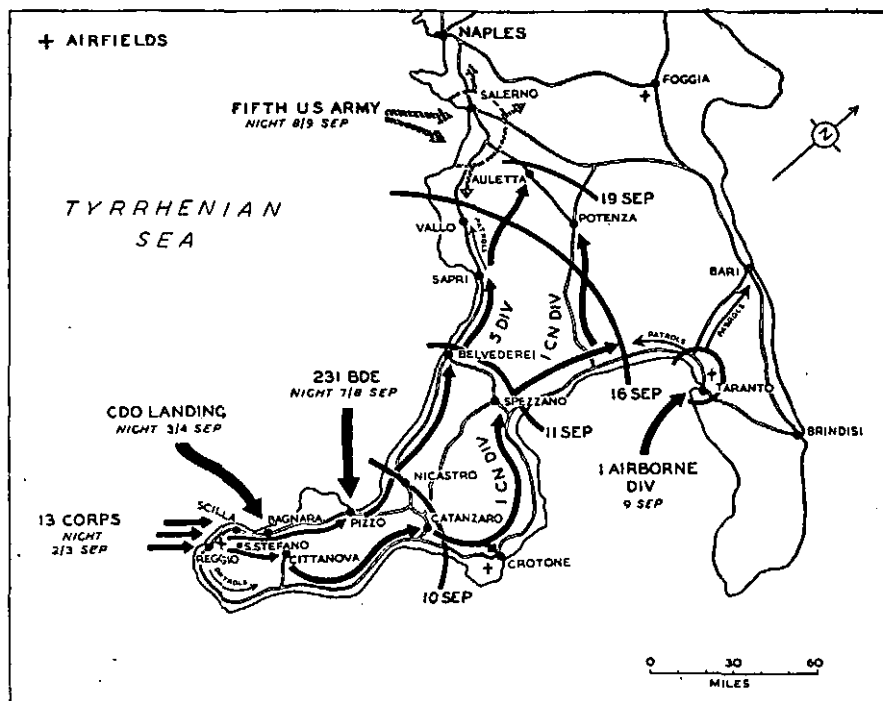 + AIRFIELDS
NAPLES
FOGGIA
SALERNO
FIFTH US ARMY
NIGHT 8/9 SEP
N
TYRRHENIAN
SEA
AULETTA
19 SEP
POTENZA
VALLO
PATROLS
SAPRI
BARI
5 DIV
1 CN DIV
PATROLS
PATROLS
BELVEDERE
231 BDE
NIGHT 7/8 SEP
16 SEP
TARANTO
SPEZZANO
CDO LANDING
NIGHT 3/4 SEP
11 SEP
BRINDISI
1 AIRBORNE
DIV
9 SEP
1 CN DIV
NICASTRO
13 CORPS
NIGHT
2/3 SEP
SCILLA
BAGNARA
PIZZO
CATANZARO
S.STEFANO
REGGIO
CITTANOVA
CROTONE
PATROLS
10 SEP
0 30 60
MILES